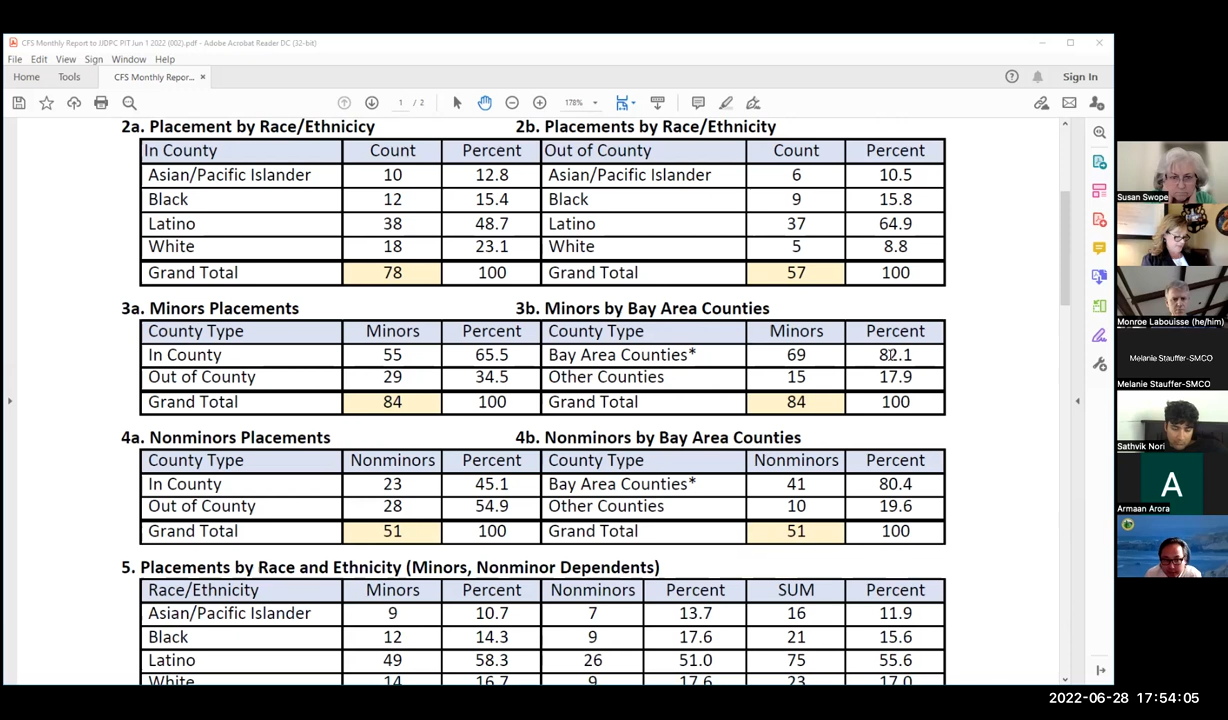 CFS Monthly Report to JJDPC PiT Jun 1 2022 (002).pdf - Adobe Acrobat Reader DC (32-bit)
File Edit View Sign Window Help
Home Tools CFS Monthly Repor... × Sign In
1 / 2 178%
2a. Placement by Race/Ethnicicy 2b. Placements by Race/Ethnicity
In County Count Percent Out of County Count Percent
Asian/Pacific Islander 10 12.8 Asian/Pacific Islander 6 10.5
Black 12 15.4 Black 9 15.8
Latino 38 48.7 Latino 37 64.9
White 18 23.1 White 5 8.8
Grand Total 78 100 Grand Total 57 100
3a. Minors Placements 3b. Minors by Bay Area Counties
County Type Minors Percent County Type Minors Percent
In County 55 65.5 Bay Area Counties* 69 82.1
Out of County 29 34.5 Other Counties 15 17.9
Grand Total 84 100 Grand Total 84 100
4a. Nonminors Placements 4b. Nonminors by Bay Area Counties
County Type Nonminors Percent County Type Nonminors Percent
In County 23 45.1 Bay Area Counties* 41 80.4
Out of County 28 54.9 Other Counties 10 19.6
Grand Total 51 100 Grand Total 51 100
5. Placements by Race and Ethnicity (Minors, Nonminor Dependents)
Race/Ethnicity Minors Percent Nonminors Percent SUM Percent
Asian/Pacific Islander 9 10.7 7 13.7 16 11.9
Black 12 14.3 9 17.6 21 15.6
Latino 49 58.3 26 51.0 75 55.6
White 14 16.7 9 17.6 23 17.0
Susan Swope
Monroe Labouisse (he/him)
Melanie Stauffer-SMCO
Melanie Stauffer-SMCO
Sathvik Nori
A
Armaan Arora
2022-06-28 17:54:05